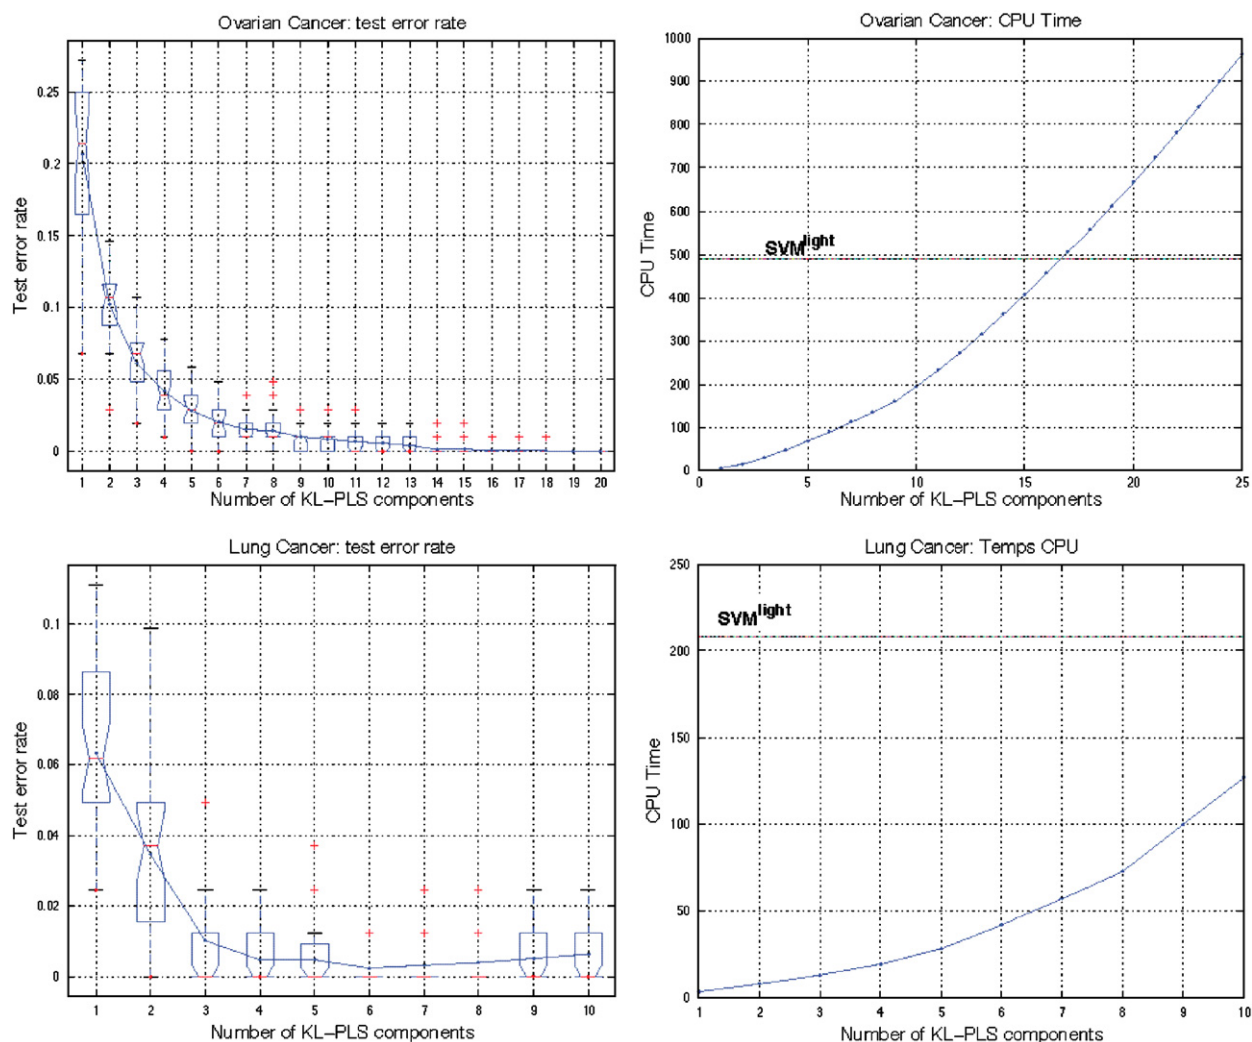 Ovarian Cancer: test error rate
0.25
0.2
0.15
0.1
0.05
0
Test error rate
1 2 3 4 5 6 7 8 9 10 11 12 13 14 15 16 17 18 19 20
Number of KL-PLS components
Ovarian Cancer: CPU Time
1000
900
800
700
600
500
400
300
200
100
0
CPU Time
SVMlight
0 5 10 15 20 25
Number of KL-PLS components
Lung Cancer: test error rate
0.1
0.08
0.06
0.04
0.02
0
Test error rate
1 2 3 4 5 6 7 8 9 10
Number of KL-PLS components
Lung Cancer: Temps CPU
250
200
150
100
50
0
CPU Time
SVMlight
1 2 3 4 5 6 7 8 9 10
Number of KL-PLS components